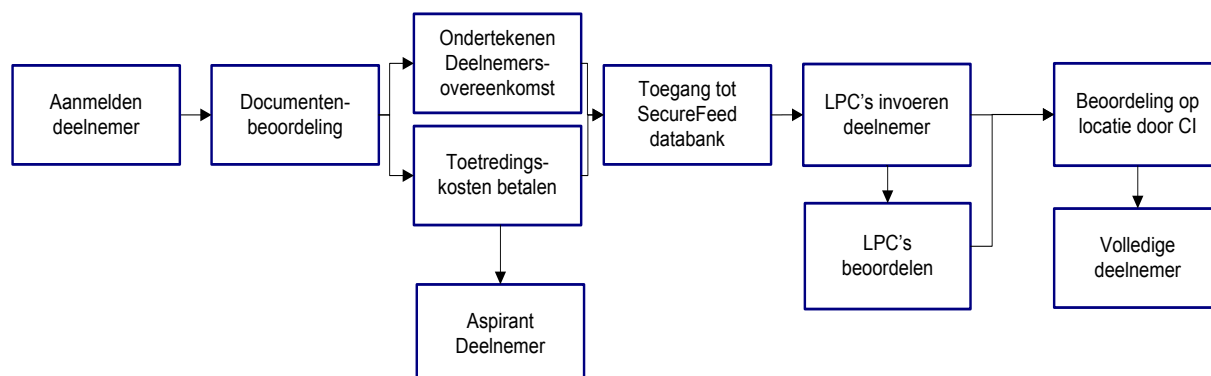 Aanmelden
deelnemer
Documenten-
beoordeling
Ondertekenen
Deelnemers-
overeenkomst
Toetredings-
kosten betalen
Aspirant
Deelnemer
Toegang tot
SecureFeed
databank
LPC's invoeren
deelnemer
LPC's
beoordelen
Beoordeling op
locatie door CI
Volledige
deelnemer